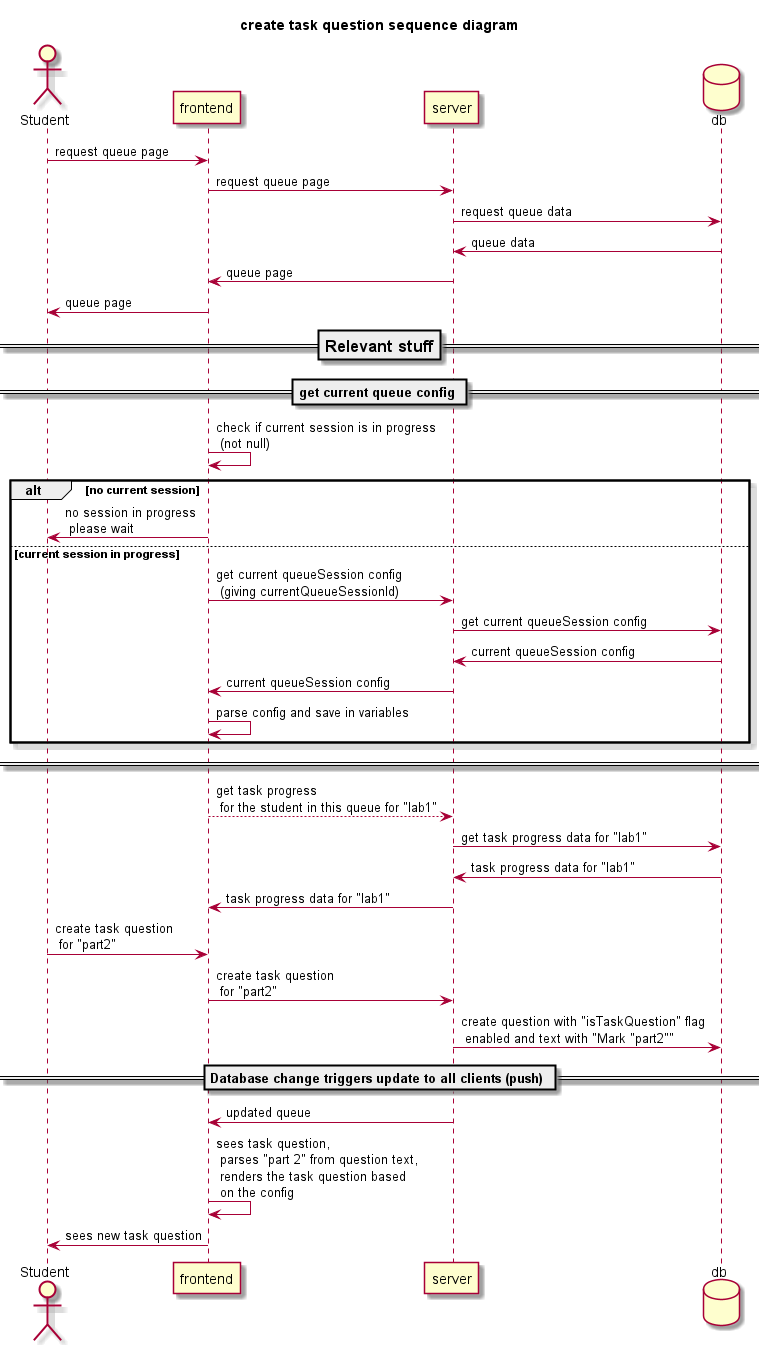 create task question sequence diagram
Student
frontend
server
db
request queue page
request queue page
request queue data
queue data
queue page
queue page
Relevant stuff
get current queue config
check if current session is in progress
(not null)
alt
[no current session]
no session in progress
please wait
[current session in progress]
get current queueSession config
(giving currentQueueSessionId)
get current queueSession config
current queueSession config
current queueSession config
parse config and save in variables
get task progress
for the student in this queue for "lab1"
get task progress data for "lab1"
task progress data for "lab1"
task progress data for "lab1"
create task question
for "part2"
create task question
for "part2"
create question with "isTaskQuestion" flag
enabled and text with "Mark "part2""
Database change triggers update to all clients (push)
updated queue
sees task question,
parses "part 2" from question text,
renders the task question based
on the config
sees new task question
Student
frontend
server
db